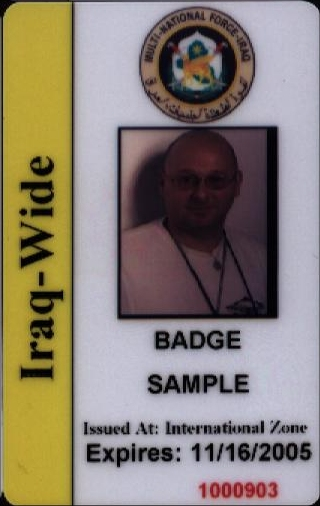 MULTI-NATIONAL FORCE-IRAQ
Iraq-Wide
BADGE
SAMPLE
Issued At: International Zone
Expires: 11/16/2005
1000903